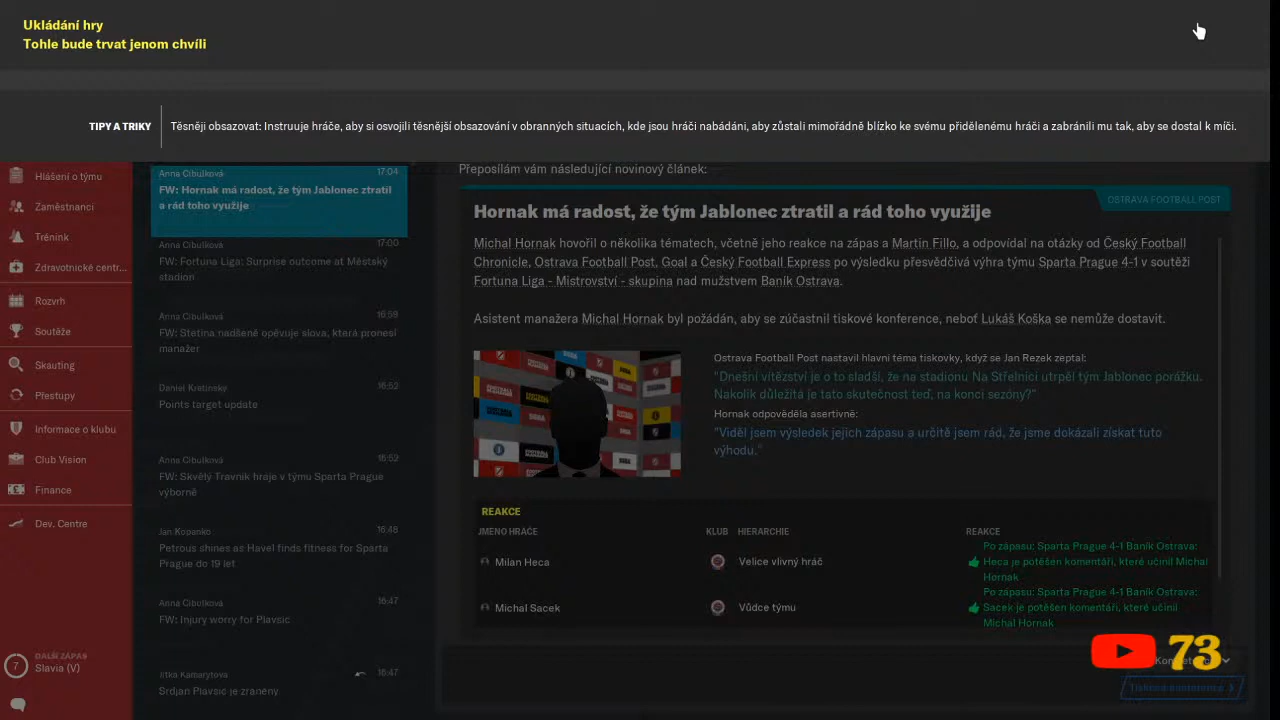 Ukládání hry
Tohle bude trvat jenom chvíli
TIPY A TRIKY
Těsněji obsazovat: Instruuje hráče, aby si osvojili těsnější obsazování v obranných situacích, kde jsou hráči nabádáni, aby zůstali mimořádně blízko ke svému přidělenému hráči a zabránili mu tak, aby se dostal k míči.
Hlášení o týmu
Zaměstnanci
Trénink
Zdravotnické centr...
Rozvrh
Soutěže
Skauting
Přestupy
Informace o klubu
Club Vision
Finance
Dev. Centre
7
DALŠÍ ZÁPAS
Slavia (V)
Anna Cibulková 17:04
FW: Hornak má radost, že tým Jablonec ztratil
a rád toho využije
Anna Cibulková 17:00
FW: Fortuna Liga: Surprise outcome at Městský
stadion
Anna Cibulková 16:58
FW: Stetina nadšeně opěvuje slova, která pronesl
manažer
Daniel Kretinsky 16:52
Points target update
Anna Cibulková 16:52
FW: Skvělý Travnik hraje v týmu Sparta Prague
výborně
Jan Kopanko 16:48
Petrous shines as Havel finds fitness for Sparta
Prague do 19 let
Anna Cibulková 16:47
FW: Injury worry for Plavsic
Jitka Kamarytova 16:47
Srdjan Plavsic je zraněný
Přeposílám vám následující novinový článek:
OSTRAVA FOOTBALL POST
Hornak má radost, že tým Jablonec ztratil a rád toho využije
Michal Hornak hovořil o několika tématech, včetně jeho reakce na zápas a Martin Fillo, a odpovídal na otázky od Český Football
Chronicle, Ostrava Football Post, Goal a Český Football Express po výsledku přesvědčivá výhra týmu Sparta Prague 4-1 v soutěži
Fortuna Liga - Mistrovství - skupina nad mužstvem Baník Ostrava.
Asistent manažera Michal Hornak byl požádán, aby se zúčastnil tiskové konference, neboť Lukáš Koška se nemůže dostavit.
Ostrava Football Post nastavil hlavní téma tiskovky, když se Jan Rezek zeptal:
"Dnešní vítězství je o to sladší, že na stadionu Na Střelnici utrpěl tým Jablonec porážku.
Nakolik důležitá je tato skutečnost teď, na konci sezóny?"
Hornak odpověděla asertivně:
"Viděl jsem výsledek jejich zápasu a určitě jsem rád, že jsme dokázali získat tuto
výhodu."
REAKCE
JMÉNO HRÁČE KLUB HIERARCHIE REAKCE
Milan Heca Velice vlivný hráč
Po zápasu: Sparta Prague 4-1 Baník Ostrava:
Heca je potěšen komentáři, které učinil Michal
Hornak
Michal Sacek Vůdce týmu
Po zápasu: Sparta Prague 4-1 Baník Ostrava:
Sacek je potěšen komentáři, které učinil
Michal Hornak
73
Tisková konference